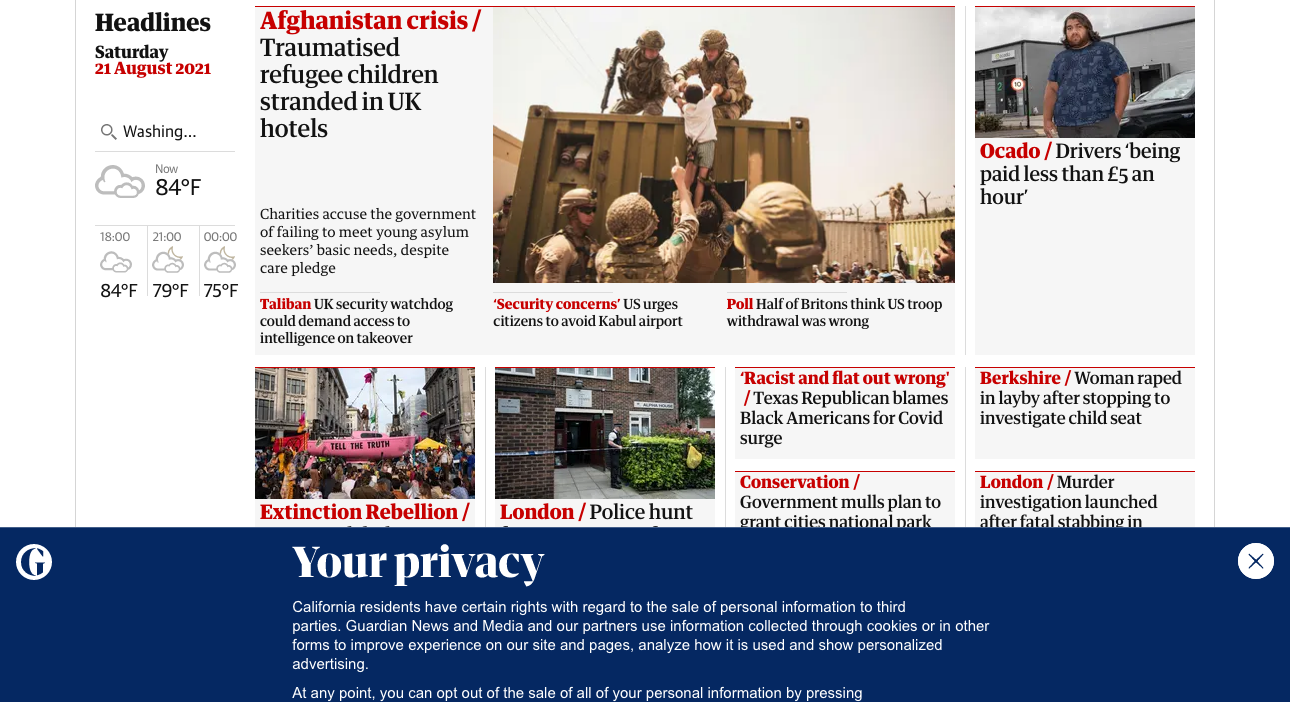 Headlines
Saturday
21 August 2021
Washing...
Now
84°F
18:00
21:00
00:00
84°F
79°F
75°F
Afghanistan crisis /
Traumatised
refugee children
stranded in UK
hotels
Charities accuse the government
of failing to meet young asylum
seekers’ basic needs, despite
care pledge
Taliban UK security watchdog
could demand access to
intelligence on takeover
‘Security concerns’ US urges
citizens to avoid Kabul airport
Poll Half of Britons think US troop
withdrawal was wrong
2
10
Ocado / Drivers ‘being
paid less than £5 an
hour’
TELL THE TRUTH
Extinction Rebellion /
ALPHA HOUSE
London / Police hunt
‘Racist and flat out wrong'
/ Texas Republican blames
Black Americans for Covid
surge
Conservation /
Government mulls plan to
grant cities national park
Berkshire / Woman raped
in layby after stopping to
investigate child seat
London / Murder
investigation launched
after fatal stabbing in
G
Your privacy
California residents have certain rights with regard to the sale of personal information to third
parties. Guardian News and Media and our partners use information collected through cookies or in other
forms to improve experience on our site and pages, analyze how it is used and show personalized
advertising.
At any point, you can opt out of the sale of all of your personal information by pressing